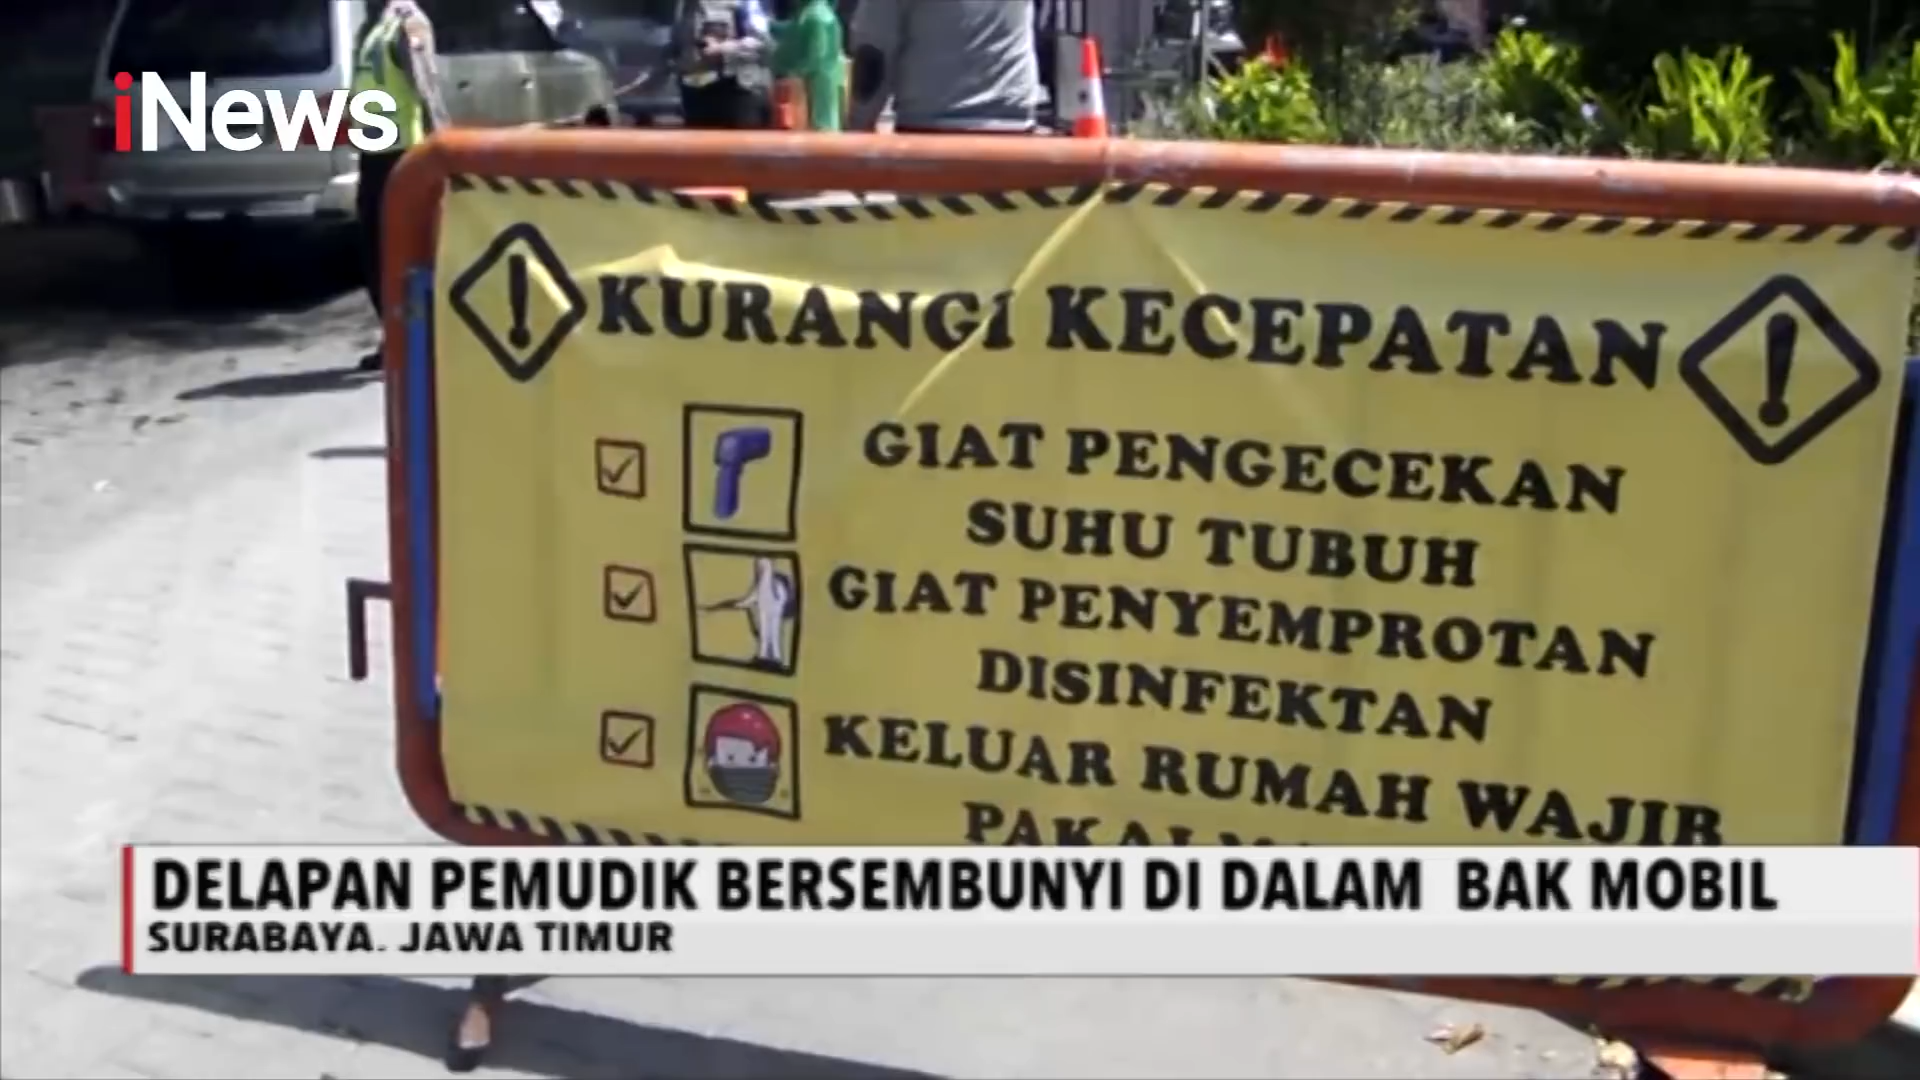 iNews
KURANGI KECEPATAN
GIAT PENGECEKAN
SUHU TUBUH
GIAT PENYEMPROTAN
DISINFEKTAN
KELUAR RUMAH WAJIB
DELAPAN PEMUDIK BERSEMBUNYI DI DALAM BAK MOBIL
SURABAYA, JAWA TIMUR